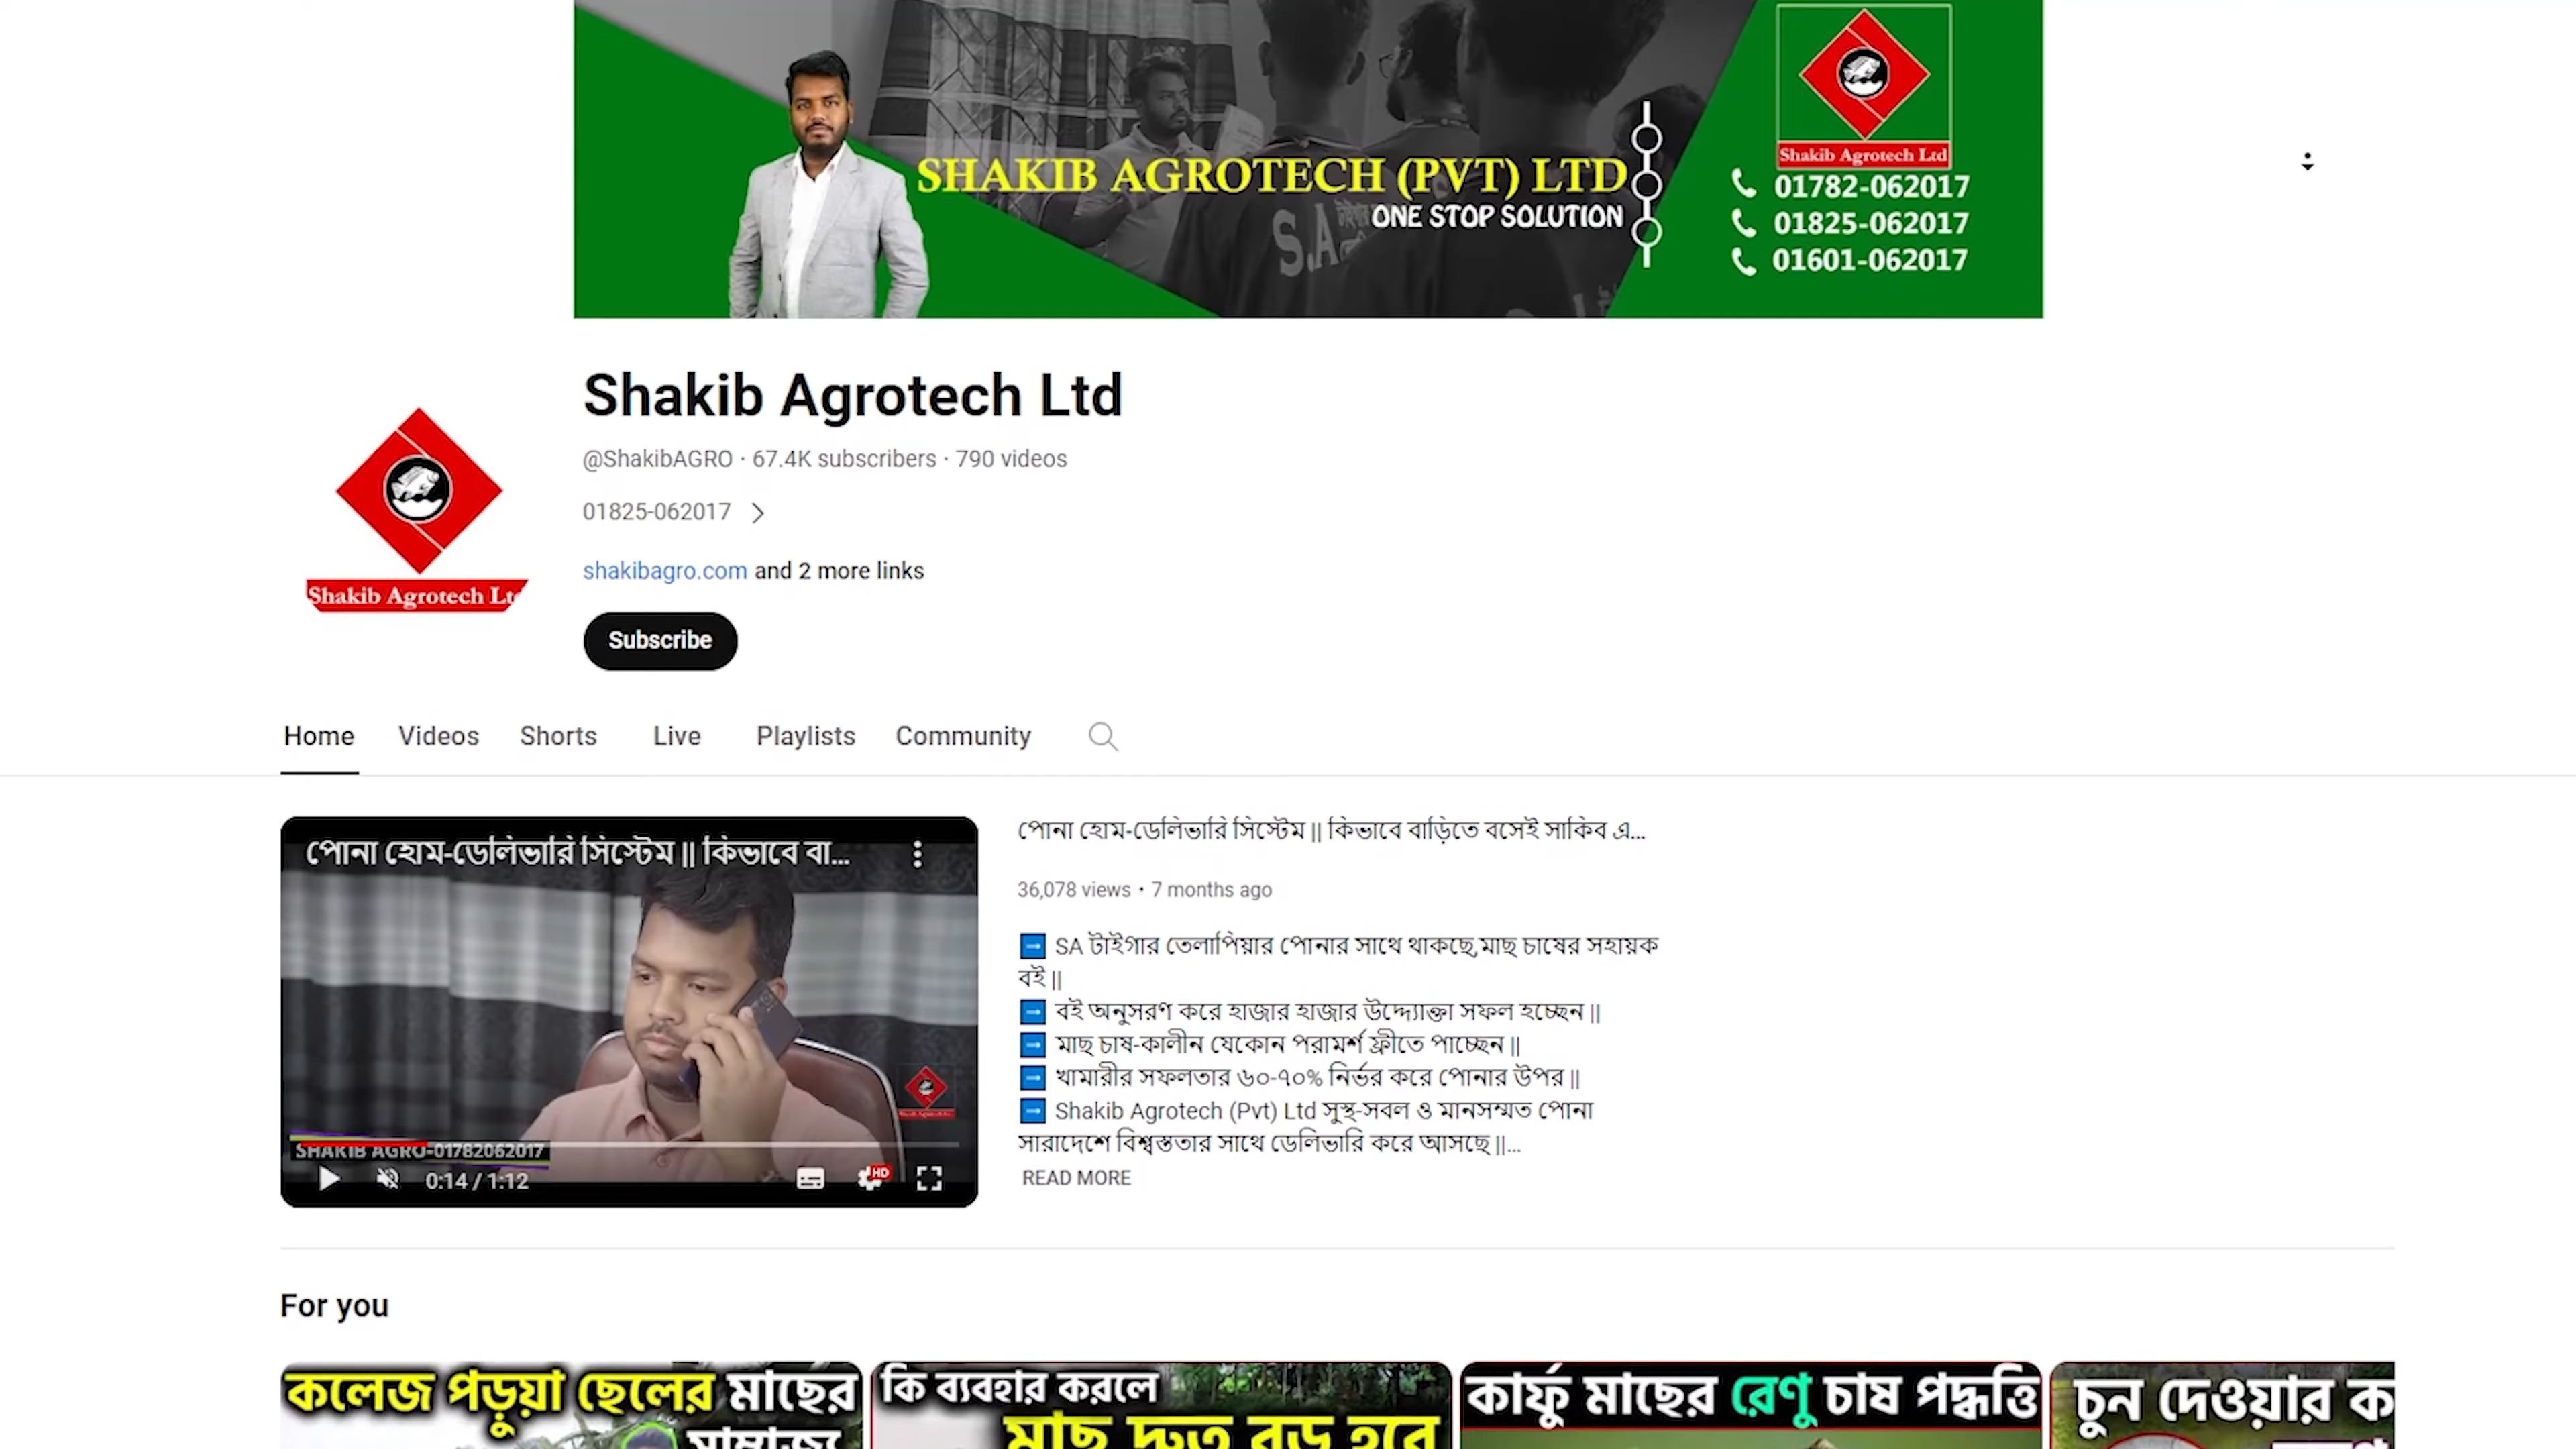 SHAKIB AGROTECH (PVT) LTD
ONE STOP SOLUTION
S.A
Shakib Agrotech Ltd
01782-062017
01825-062017
01601-062017
Shakib Agrotech Ltd
Shakib Agrotech Ltd
@ShakibAGRO · 67.4K subscribers · 790 videos
01825-062017
shakibagro.com and 2 more links
Subscribe
Home Videos Shorts Live Playlists Community
পোনা হোম-ডেলিভারি সিস্টেম || কিভাবে বা...
SHAKIB AGRO-01782062017
0:14 / 1:12
HD
পোনা হোম-ডেলিভারি সিস্টেম || কিভাবে বাড়িতে বসেই সাকিব এ...
36,078 views • 7 months ago
SA টাইগার তেলাপিয়ার পোনার সাথে থাকছে,মাছ চাষের সহায়ক
বই ||
বই অনুসরণ করে হাজার হাজার উদ্দ্যোক্তা সফল হচ্ছেন ||
মাছ চাষ-কালীন যেকোন পরামর্শ ফ্রীতে পাচ্ছেন ||
খামারীর সফলতার ৬০-৭০% নির্ভর করে পোনার উপর ||
Shakib Agrotech (Pvt) Ltd সুস্থ-সবল ও মানসম্মত পোনা
সারাদেশে বিশ্বস্ততার সাথে ডেলিভারি করে আসছে ||...
READ MORE
For you
কলেজ পড়ুয়া ছেলের মাছের
সাম্রাজ্য
কি ব্যবহার করলে
মাছ দ্রুত বড় হবে
কার্ফু মাছের রেণু চাষ পদ্ধতি
চুন দেওয়ার ক